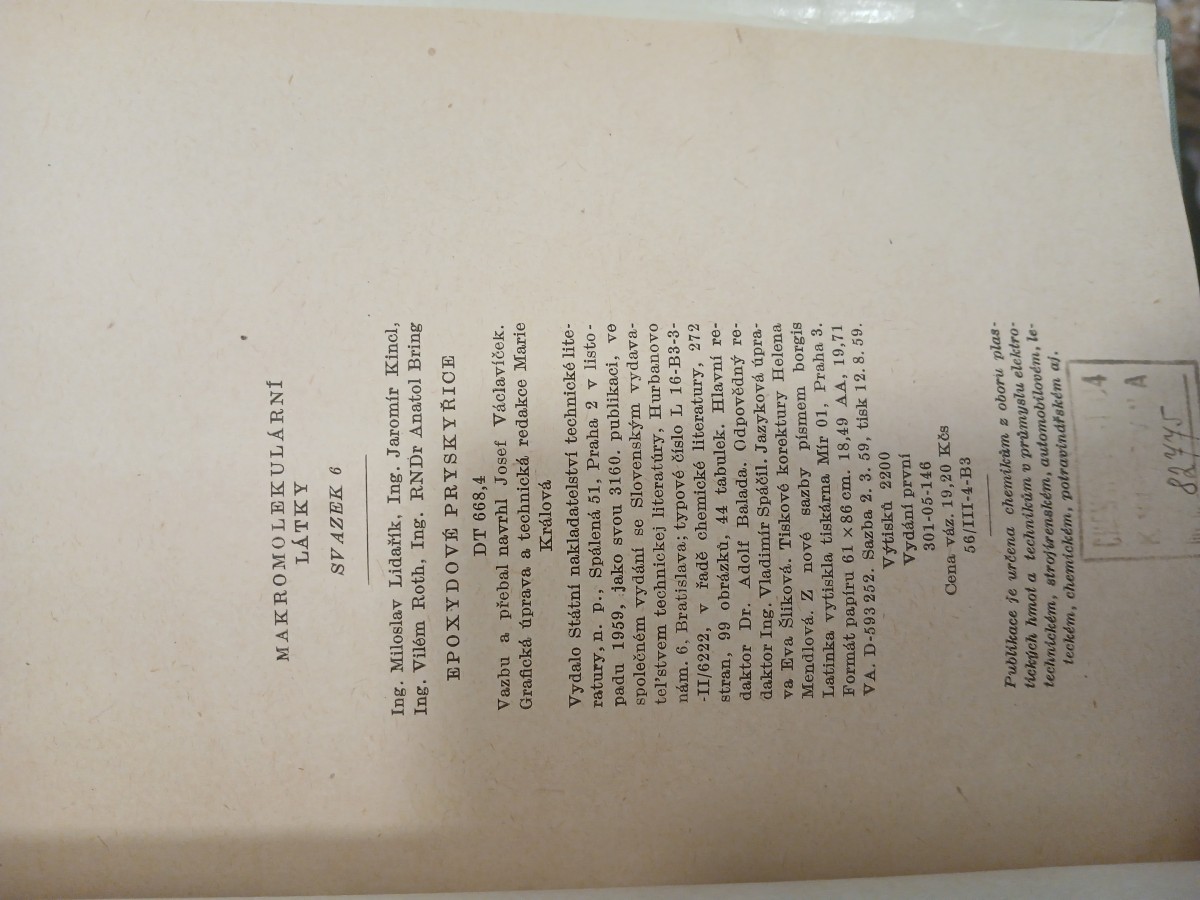 MAKROMOLEKULÁRNÍ
LÁTKY
SVAZEK 6
Ing. Miloslav Lidařík, Ing. Jaromír Kincl,
Ing. Vilém Roth, Ing. RNDr Anatol Bring
EPOXYDOVÉ PRYSKYŘICE
DT 668,4
Vazbu a přebal navrhl Josef Václavíček.
Grafická úprava a technická redakce Marie
Králová
Vydalo Státní nakladatelství technické lite-
ratury, n. p., Spálená 51, Praha 2 v listo-
padu 1959, jako svou 3160. publikaci, ve
společném vydání se Slovenským vydava-
teľstvem technickej literatúry, Hurbanovo
nám. 6, Bratislava; typové číslo L 16-B3-3-
-II/6222, v řadě chemické literatury, 272
stran, 99 obrázků, 44 tabulek. Hlavní re-
daktor Dr. Adolf Balada. Odpovědný re-
daktor Ing. Vladimír Spáčil. Jazyková úpra-
va Eva Šliková. Tiskové korektury Helena
Mendlová. Z nové sazby písmem borgis
Latinka vytiskla tiskárna Mír 01, Praha 3.
Formát papíru 61 × 86 cm. 18,49 AA, 19,71
VA. D-593 252. Sazba 2. 3. 59, tisk 12. 8. 59.
Výtisků 2200
Vydání první
301-05-146
Cena váz. 19,20 Kčs
56/III-4-B3
Publikace je určena chemikům z oboru plas-
tických hmot a technikům v průmyslu elektro-
technickém, strojírenském, automobilovém, le-
teckém, chemickém, potravinářském aj.
82775